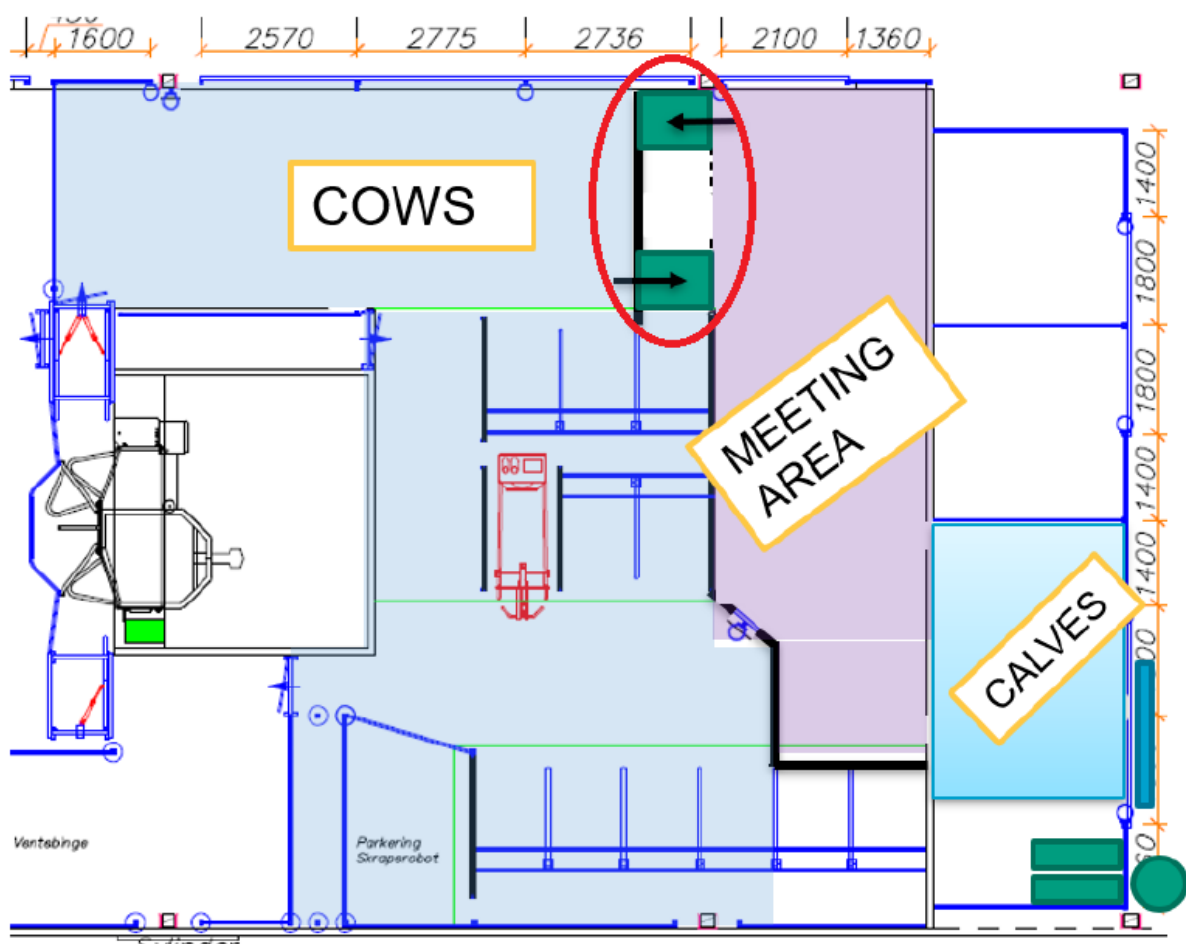 1600
2570
2775
2736
2100
1360
COWS
MEETING
AREA
CALVES
1400
1800
1800
1400
1400
Ventebinge
Parkering
Skraperobot